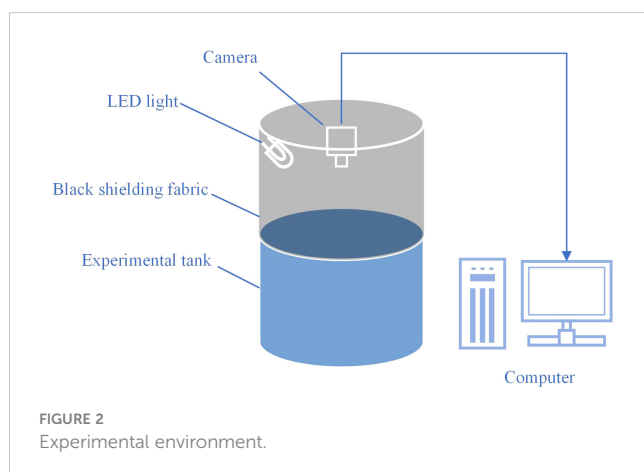 Camera
LED light
Black shielding fabric
Experimental tank
Computer
FIGURE 2
Experimental environment.